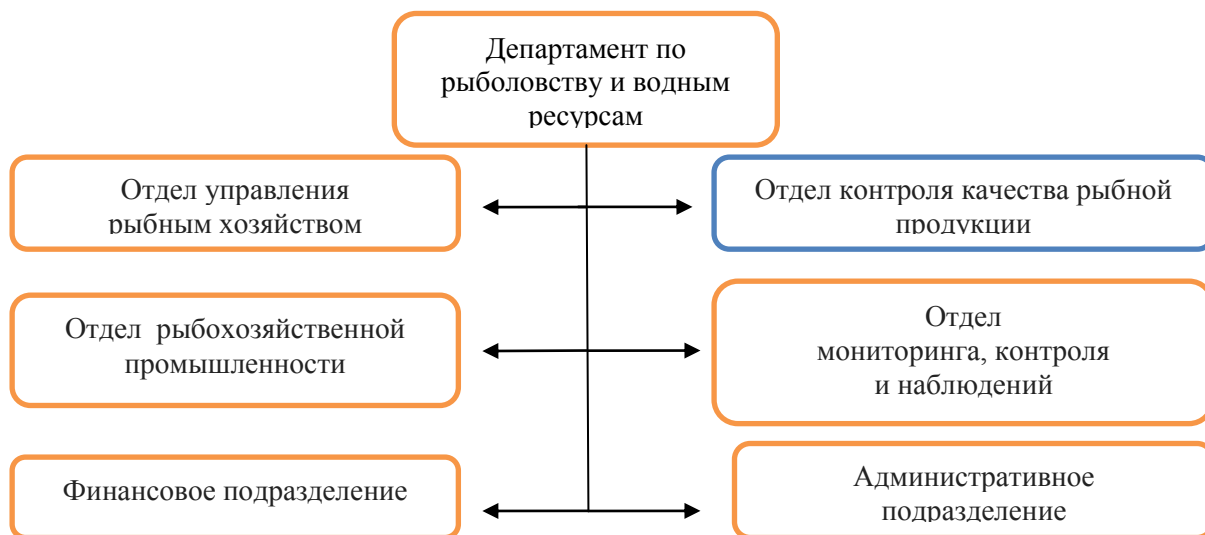 Департамент по
рыболовству и водным
ресурсам
Отдел управления
рыбным хозяйством
Отдел контроля качества рыбной
продукции
Отдел рыбохозяйственной
промышленности
Отдел
мониторинга, контроля
и наблюдений
Финансовое подразделение
Административное
подразделение